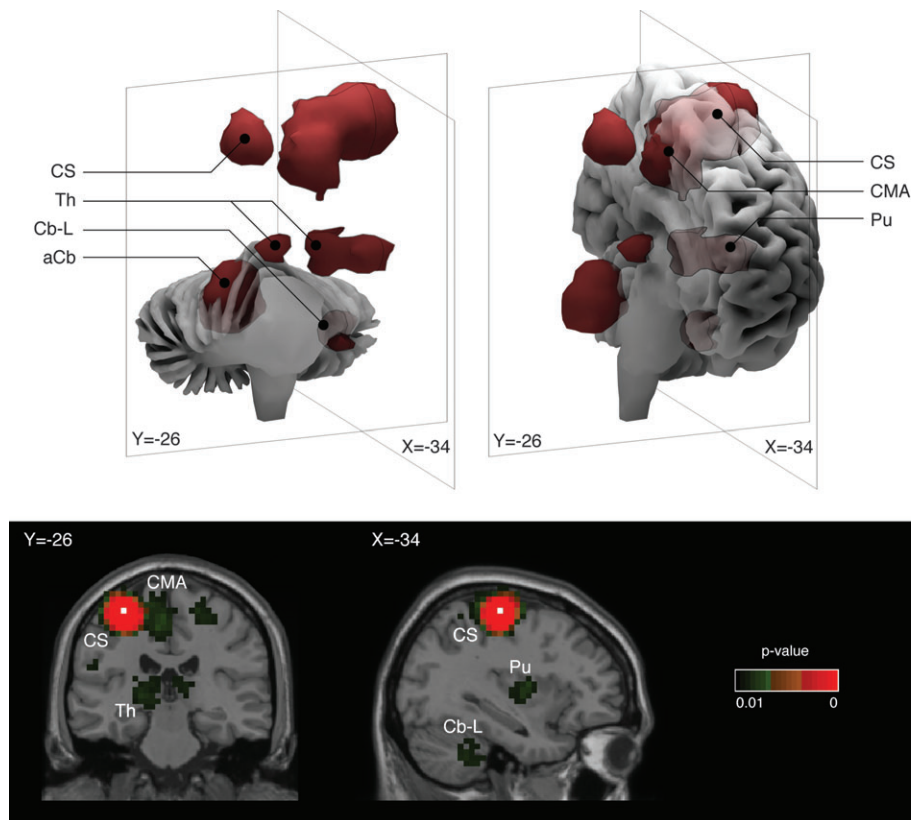 CS
Th
Cb-L
aCb
Y=-26
X=-34
CS
CMA
Pu
Y=-26
X=-34
Y=-26
X=-34
CMA
CS
Th
CS
Pu
Cb-L
p-value
0.01 0